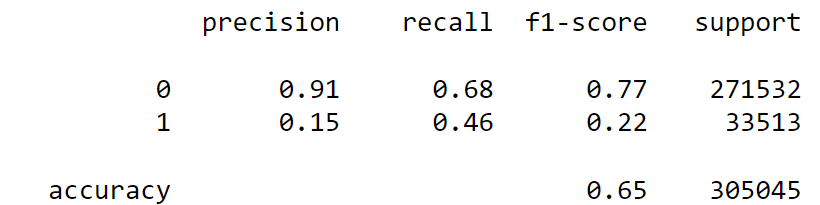 precision recall f1-score support
0 0.91 0.68 0.77 271532
1 0.15 0.46 0.22 33513
accuracy 0.65 305045